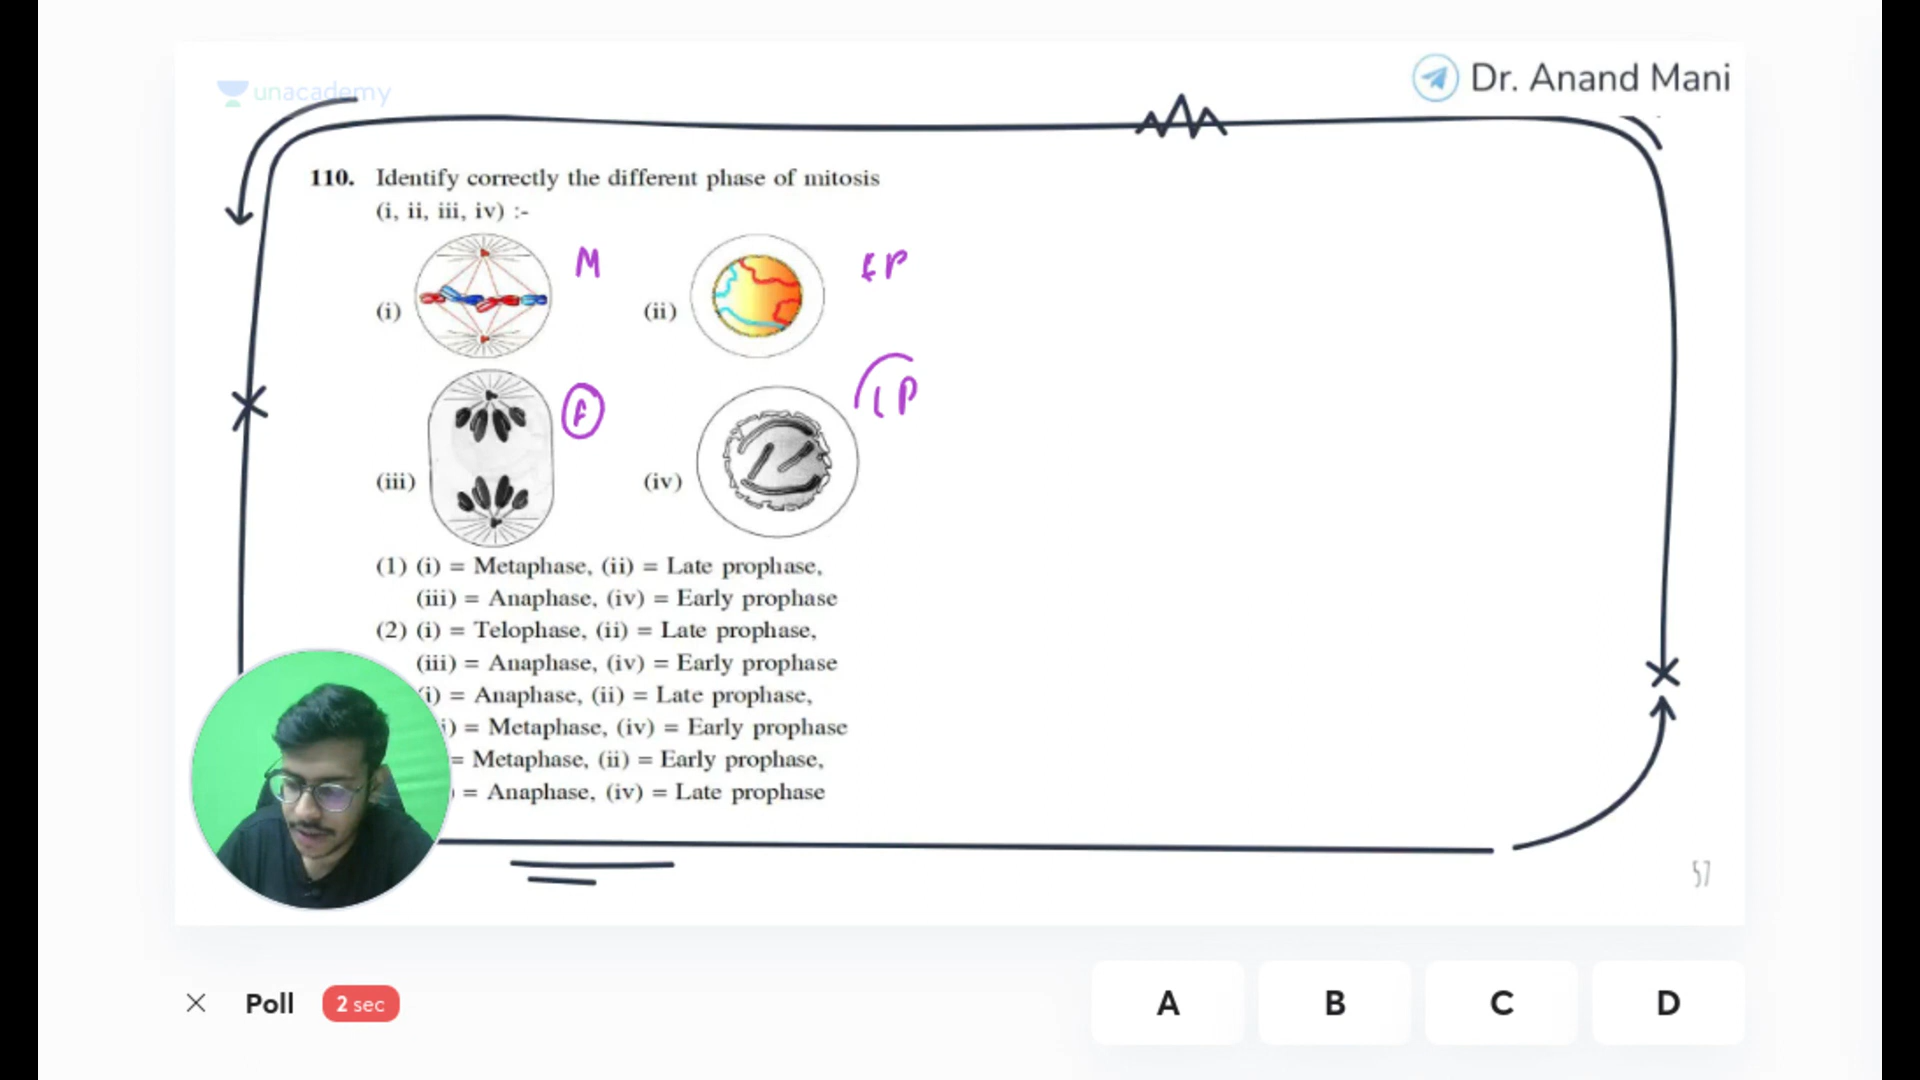 unacademy
Dr. Anand Mani
110. Identify correctly the different phase of mitosis
(i, ii, iii, iv) :-
(i)
M
(ii)
EP
(iii)
(iv)
LP
(1) (i) = Metaphase, (ii) = Late prophase,
(iii) = Anaphase, (iv) = Early prophase
(2) (i) = Telophase, (ii) = Late prophase,
(iii) = Anaphase, (iv) = Early prophase
(i) = Anaphase, (ii) = Late prophase,
i) = Metaphase, (iv) = Early prophase
= Metaphase, (ii) = Early prophase,
) = Anaphase, (iv) = Late prophase
57
× Poll 2 sec
A B C D